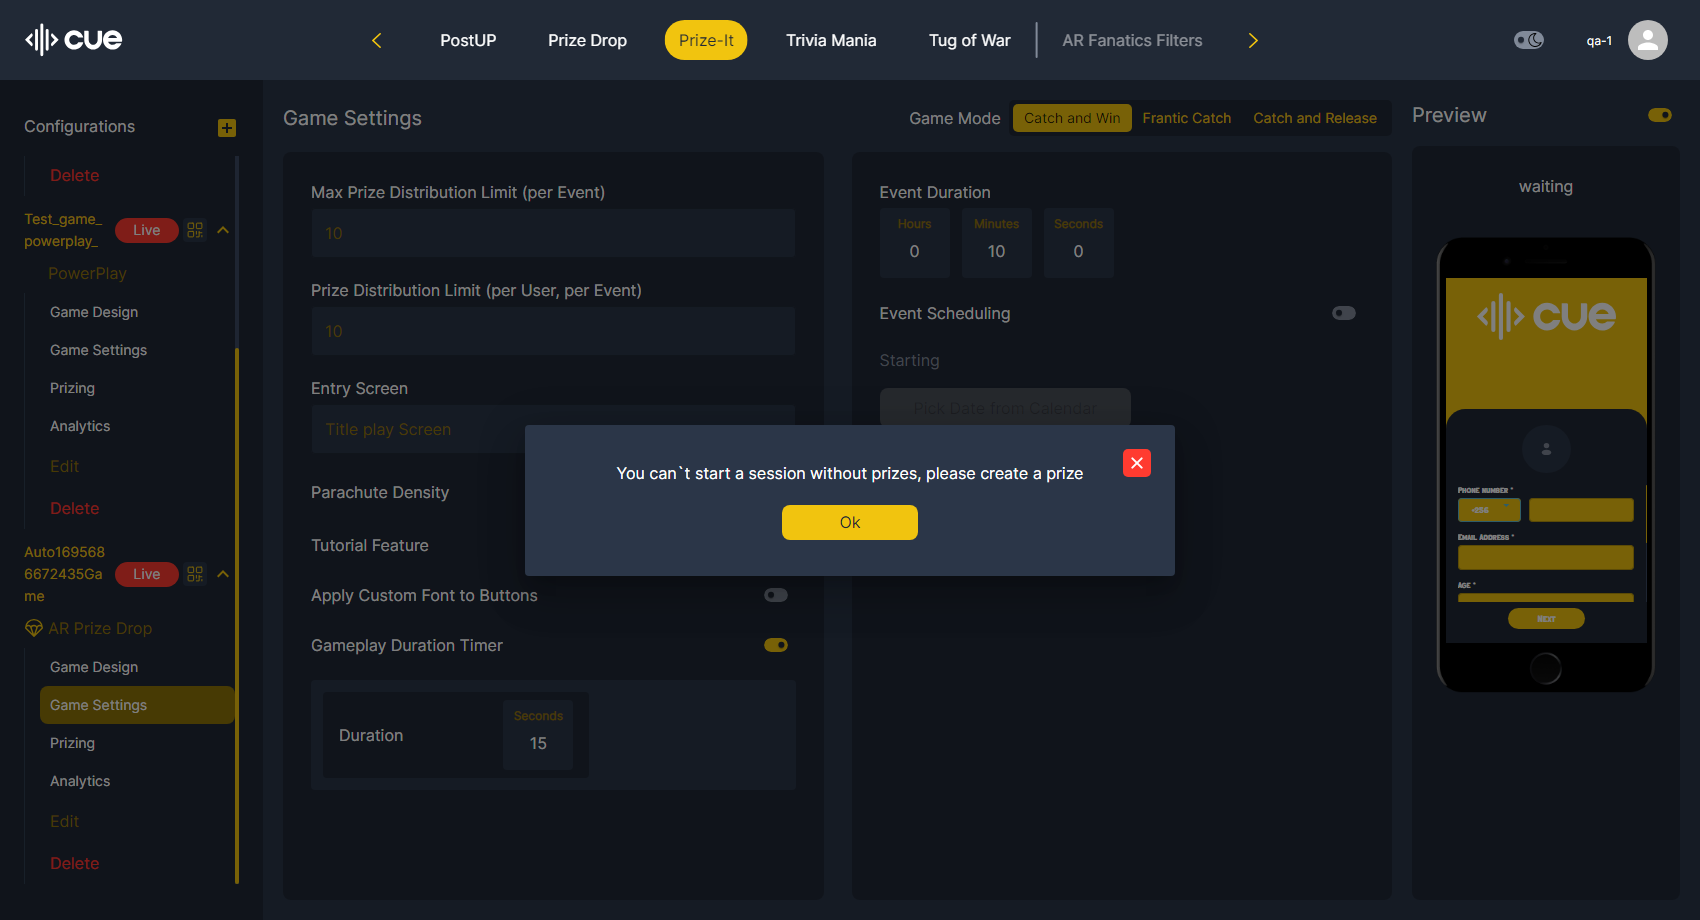 cue
PostUP
Prize Drop
Prize-It
Trivia Mania
Tug of War
AR Fanatics Filters
qa-1
Configurations
Delete
Test_game_
powerplay_
Live
PowerPlay
Game Design
Game Settings
Prizing
Analytics
Edit
Delete
Auto169568
6672435Ga
me
Live
AR Prize Drop
Game Design
Game Settings
Prizing
Analytics
Edit
Delete
Game Settings
Game Mode
Catch and Win
Frantic Catch
Catch and Release
Max Prize Distribution Limit (per Event)
10
Prize Distribution Limit (per User, per Event)
10
Entry Screen
Title play Screen
Parachute Density
Tutorial Feature
Apply Custom Font to Buttons
Gameplay Duration Timer
Duration
Seconds
15
Event Duration
Hours
0
Minutes
10
Seconds
0
Event Scheduling
Starting
Pick Date from Calendar
You can`t start a session without prizes, please create a prize
Ok
Preview
waiting
cue
Phone number *
+256
Email Address *
Age *
Next